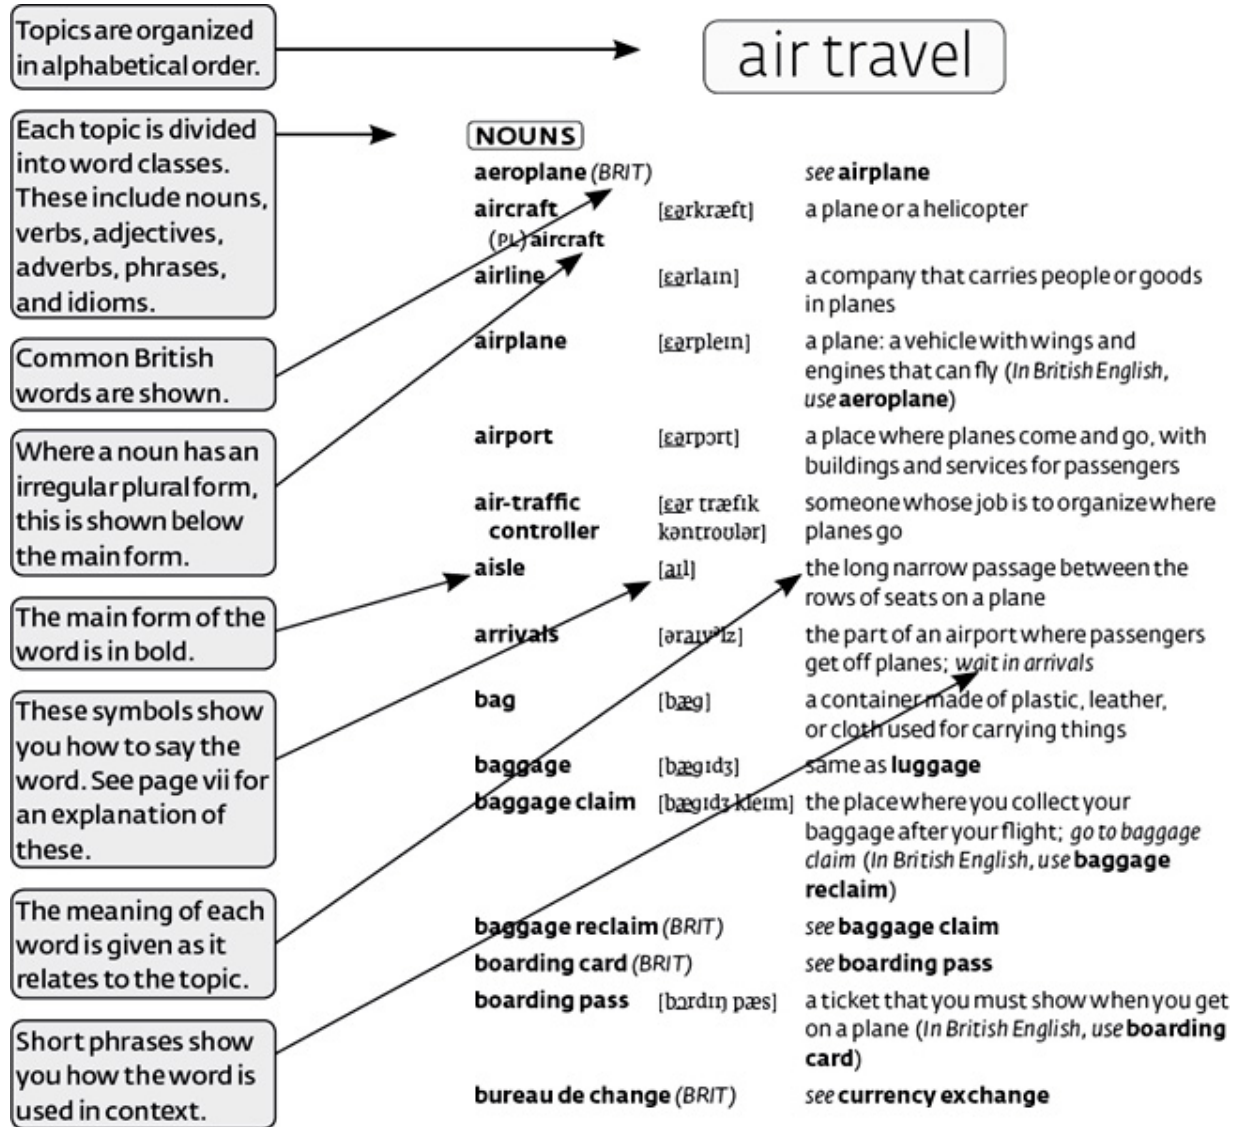 Topics are organized
in alphabetical order.
Each topic is divided
into word classes.
These include nouns,
verbs, adjectives,
adverbs, phrases,
and idioms.
Common British
words are shown.
Where a noun has an
irregular plural form,
this is shown below
the main form.
The main form of the
word is in bold.
These symbols show
you how to say the
word. See page vii for
an explanation of
these.
The meaning of each
word is given as it
relates to the topic.
Short phrases show
you how the word is
used in context.
air travel
NOUNS
aeroplane (BRIT) see airplane
aircraft [ɛərkræft] a plane or a helicopter
(PL) aircraft
airline [ɛərlaɪn] a company that carries people or goods
in planes
airplane [ɛərpleɪn] a plane: a vehicle with wings and
engines that can fly (In British English,
use aeroplane)
airport [ɛərpɔrt] a place where planes come and go, with
buildings and services for passengers
air-traffic [ɛər træfɪk someone whose job is to organize where
controller kəntroʊlər] planes go
aisle [aɪl] the long narrow passage between the
rows of seats on a plane
arrivals [əraɪvᵊlz] the part of an airport where passengers
get off planes; wait in arrivals
bag [bæg] a container made of plastic, leather,
or cloth used for carrying things
baggage [bægɪdʒ] same as luggage
baggage claim [bægɪdʒ kleɪm] the place where you collect your
baggage after your flight; go to baggage
claim (In British English, use baggage
reclaim)
baggage reclaim (BRIT) see baggage claim
boarding card (BRIT) see boarding pass
boarding pass [bɔrdɪŋ pæs] a ticket that you must show when you get
on a plane (In British English, use boarding
card)
bureau de change (BRIT) see currency exchange